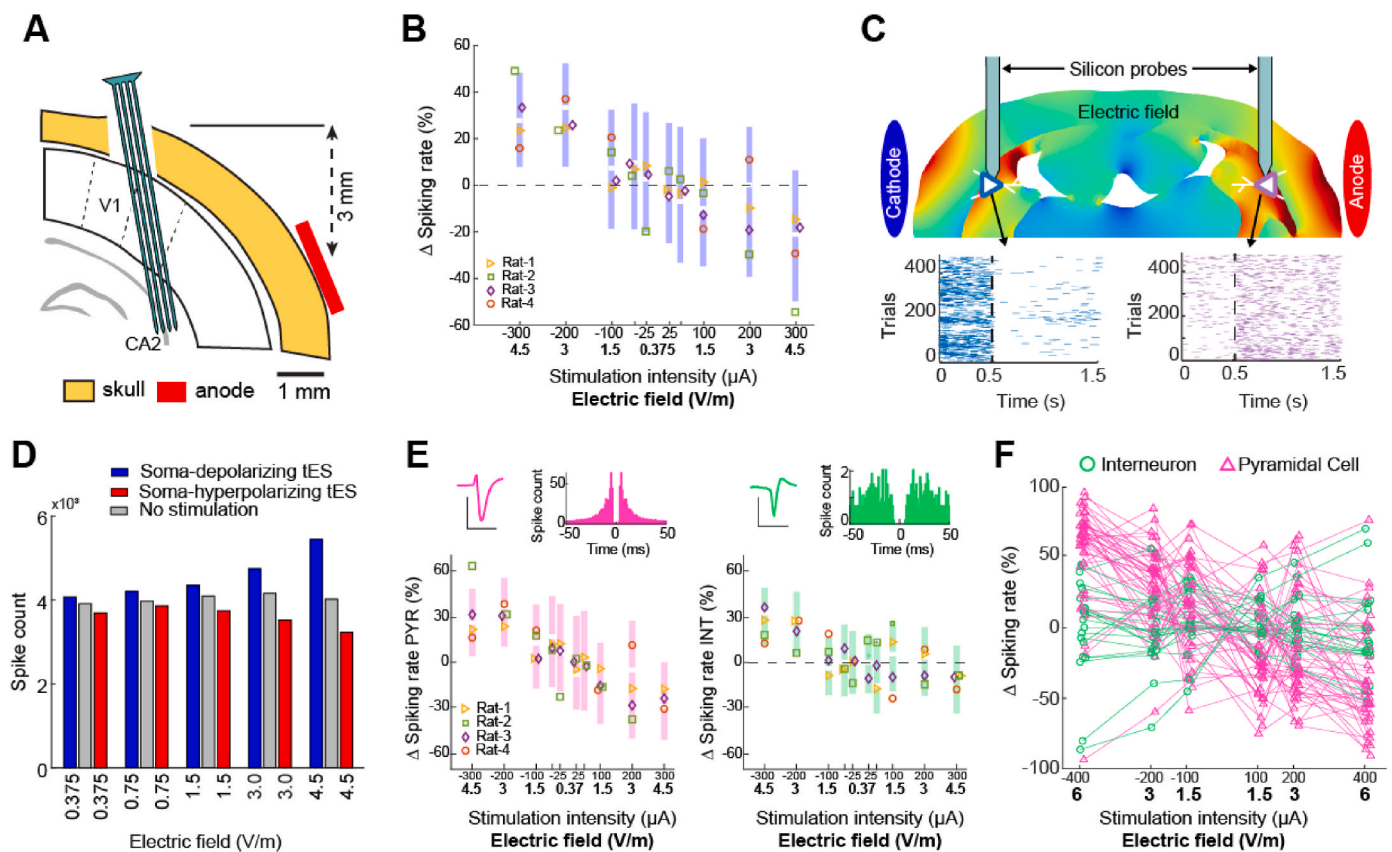 A
V1
CA2
3 mm
skull
anode
1 mm
B
Δ Spiking rate (%)
60
40
20
0
-20
-40
-60
Rat-1
Rat-2
Rat-3
Rat-4
-300 -200 -100 -25 25 100 200 300
4.5 3 1.5 0.375 1.5 3 4.5
Stimulation intensity (µA)
Electric field (V/m)
C
Silicon probes
Electric field
Cathode
Anode
Trials
400
200
0
0 0.5 1.5
Time (s)
Trials
400
200
0
0 0.5 1.5
Time (s)
D
Soma-depolarizing tES
Soma-hyperpolarizing tES
No stimulation
Spike count
6
x10³
4
x10³
0
0.375 0.375 0.75 0.75 1.5 1.5 3.0 3.0 4.5 4.5
Electric field (V/m)
E
Spike count
-50 0 50
Time (ms)
Spike count
2
1
0
-50 0 50
Time (ms)
Δ Spiking rate PYR (%)
60
30
0
-30
-60
Rat-1
Rat-2
Rat-3
Rat-4
-300 -200 -100 -25 25 100 200 300
4.5 3 1.5 0.37 1.5 3 4.5
Stimulation intensity (µA)
Electric field (V/m)
Δ Spiking rate INT (%)
60
30
0
-30
-60
-300 -200 -100 -25 25 100 200 300
4.5 3 1.5 0.37 1.5 3 4.5
Stimulation intensity (µA)
Electric field (V/m)
F
Interneuron
Pyramidal Cell
Δ Spiking rate (%)
100
50
0
-50
-100
-400 -200 -100 100 200 400
6 3 1.5 1.5 3 6
Stimulation intensity (µA)
Electric field (V/m)